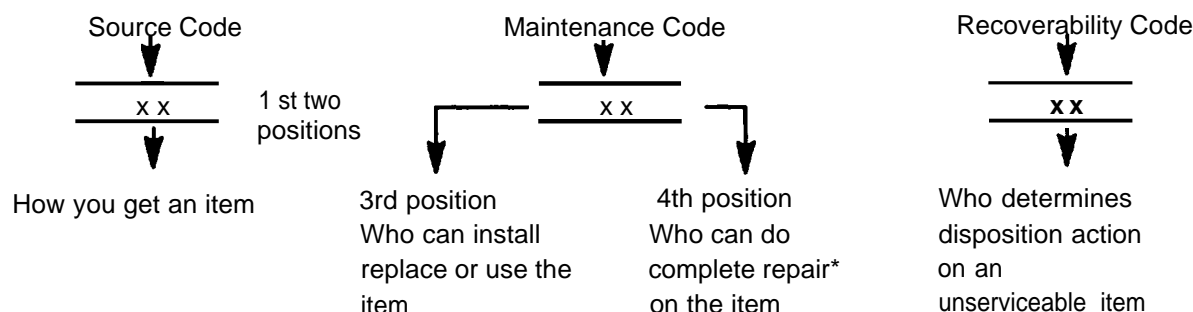 Source Code
Maintenance Code
Recoverability Code
x x
1 st two
positions
x x
x x
How you get an item
3rd position
Who can install
replace or use the
item
4th position
Who can do
complete repair*
on the item
Who determines
disposition action
on an
unserviceable item